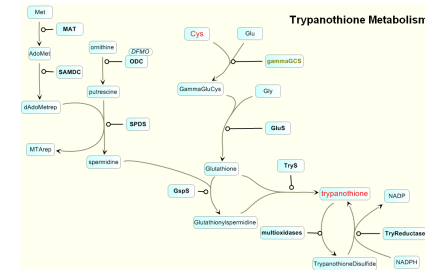 Trypanothione Metabolism
Met
MAT
AdoMet
SAMDC
dAdoMetrep
MTArep
ornithine
DFMO
ODC
putrescine
SPDS
spermidine
Cys
Glu
gammaGCS
GammaGluCys
Gly
GluS
Glutathione
GspS
Glutathionylspermidine
TryS
trypanothione
NADP
multioxidases
TryReductase
TrypanothioneDisulfide
NADPH